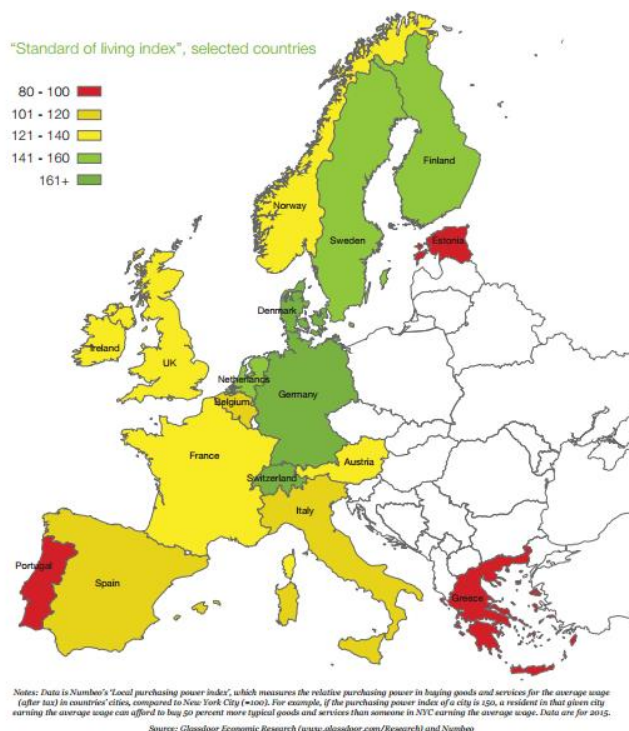 "Standard of living index", selected countries
80 - 100
101 - 120
121 - 140
141 - 160
161+
Finland
Norway
Sweden
Estonia
Denmark
Ireland
UK
Netherlands
Belgium
Germany
France
Austria
Switzerland
Italy
Portugal
Spain
Greece
Notes: Data is Numbeo's 'Local purchasing power index', which measures the relative purchasing power in buying goods and services for the average wage
(after tax) in countries' cities, compared to New York City (=100). For example, if the purchasing power index of a city is 150, a resident in that given city
earning the average wage can afford to buy 50 percent more typical goods and services than someone in NYC earning the average wage. Data are for 2015.
Source: Glassdoor Economic Research (www.glassdoor.com/Research) and Numbeo